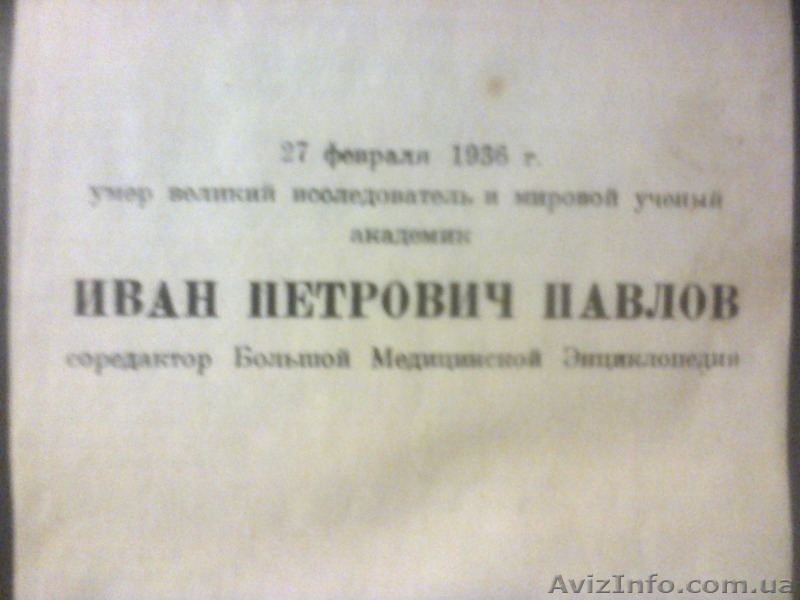 27 февраля 1936 г.
умер великий исследователь и мировой ученый
академик
ИВАН ПЕТРОВИЧ ПАВЛОВ
соредактор Большой Медицинской Энциклопедии
AvizInfo.com.ua